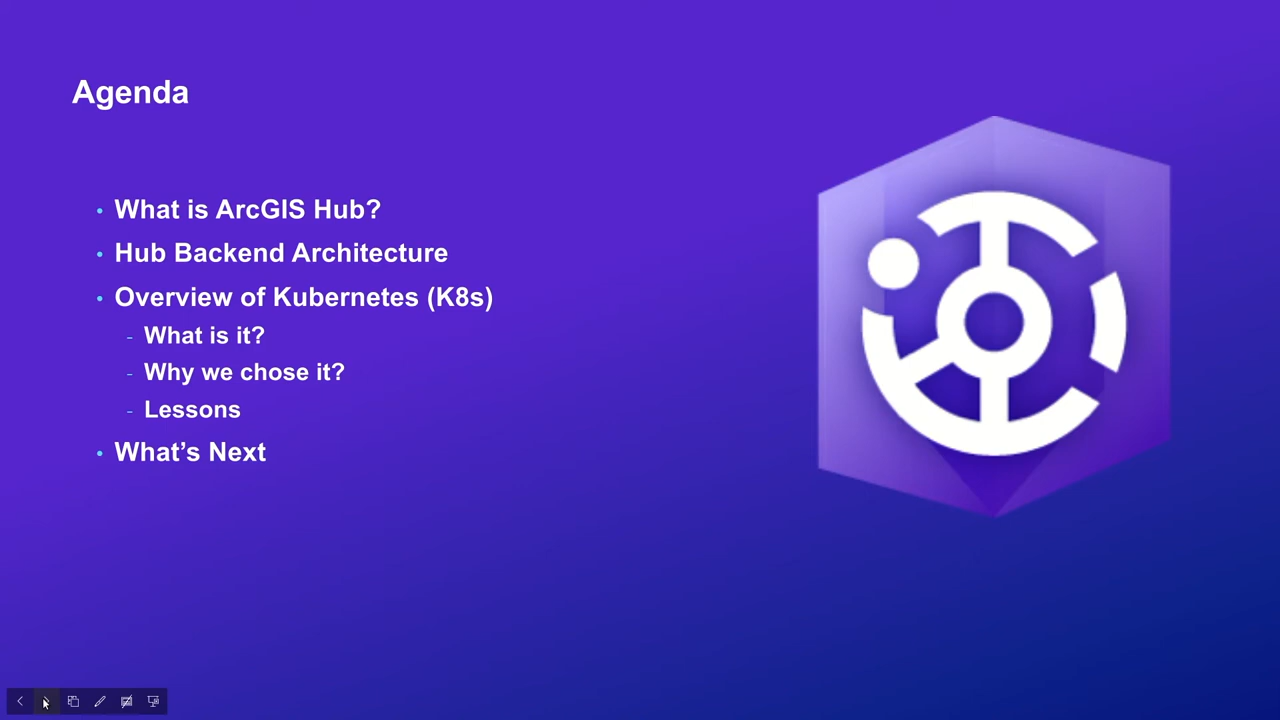 Agenda
• What is ArcGIS Hub?
• Hub Backend Architecture
• Overview of Kubernetes (K8s)
- What is it?
- Why we chose it?
- Lessons
• What’s Next